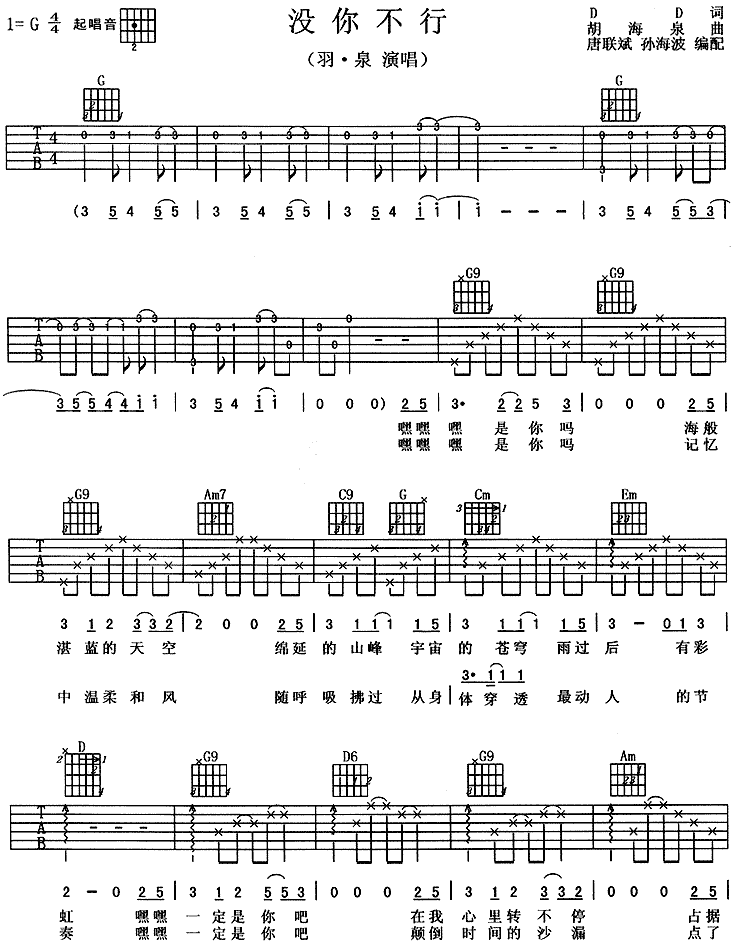 没你不行
(羽·泉 演唱)
1=G 4/4 起唱音
2
D D 词
胡海泉 曲
唐联斌 孙海波 编配
G G
TAB 4/4
(3 5 4 5 5 | 3 5 4 5 5 | 3 5 4 i i | i - - - | 3 5 4 5 5 3 |
G9 G9
TAB
3 5 5 4 4 i i | 3 5 4 i i | 0 0 0) 2 5 | 3· 2 2 5 3 | 0 0 0 2 5 |
嘿嘿 嘿 是你吗 海般
嘿嘿 嘿 是你吗 记忆
G9 Am7 C9 G Cm Em
TAB
3 1 2 3 3 2 | 2 0 0 2 5 | 3 1 1 1 1 5 | 3 1 1 1 1 5 | 3 - 0 1 3 |
湛 蓝的 天空 绵延 的 山峰 宇宙 的 苍穹 雨过 后 有彩
3· 1 1 1
中 温柔和风 随呼 吸 拂过 从身 体 穿透 最动 人 的节
D G9 D6 G9 Am
TAB
2 - 0 2 5 | 3 1 2 5 5 3 | 0 0 0 2 5 | 3 1 2 3 3 2 | 0 0 0 2 5 |
虹 嘿嘿 一 定是 你 吧 在我 心 里转 不 停 占据
奏 嘿嘿 一 定是 你 吧 颠倒 时 间的 沙 漏 点了